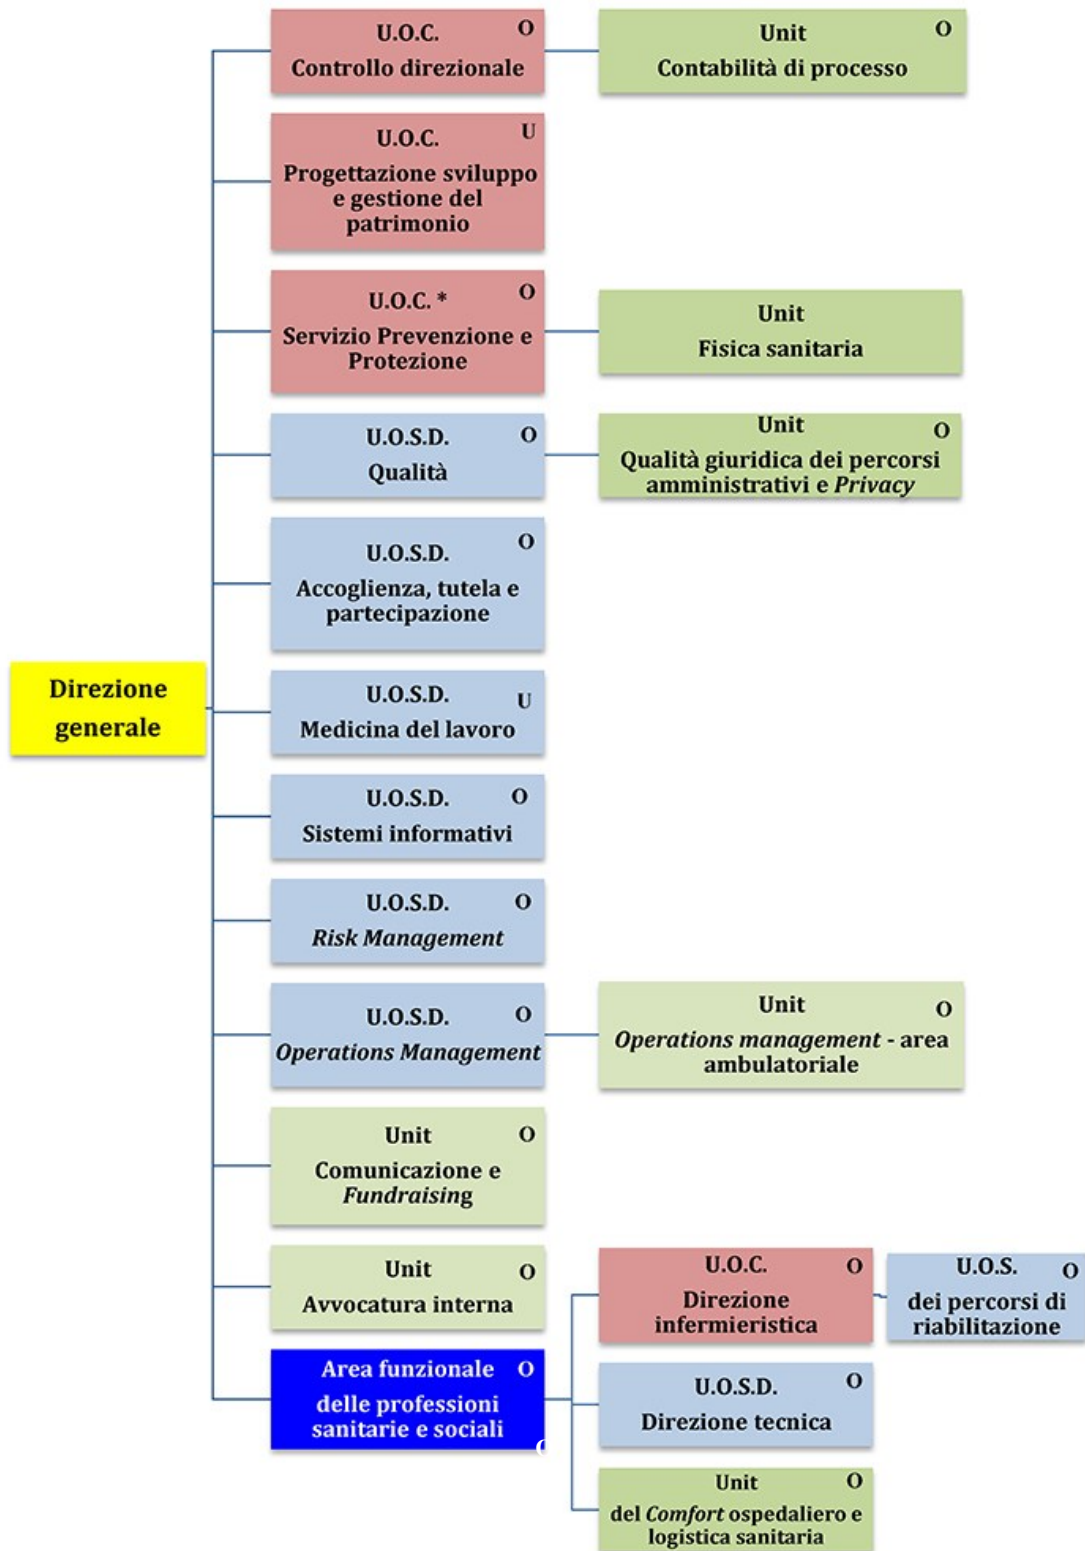 U.O.C. O
Controllo direzionale
Unit O
Contabilità di processo
U.O.C. U
Progettazione sviluppo
e gestione del
patrimonio
U.O.C. * O
Servizio Prevenzione e
Protezione
Unit
Fisica sanitaria
U.O.S.D. O
Qualità
Unit O
Qualità giuridica dei percorsi
amministrativi e Privacy
U.O.S.D. O
Accoglienza, tutela e
partecipazione
Direzione
generale
U.O.S.D. U
Medicina del lavoro
U.O.S.D. O
Sistemi informativi
U.O.S.D. O
Risk Management
U.O.S.D. O
Operations Management
Unit O
Operations management - area
ambulatoriale
Unit O
Comunicazione e
Fundraising
Unit O
Avvocatura interna
Area funzionale O
delle professioni
sanitarie e sociali
U.O.C. O
Direzione
infermieristica
U.O.S. O
dei percorsi di
riabilitazione
U.O.S.D. O
Direzione tecnica
Unit O
del Comfort ospedaliero e
logistica sanitaria